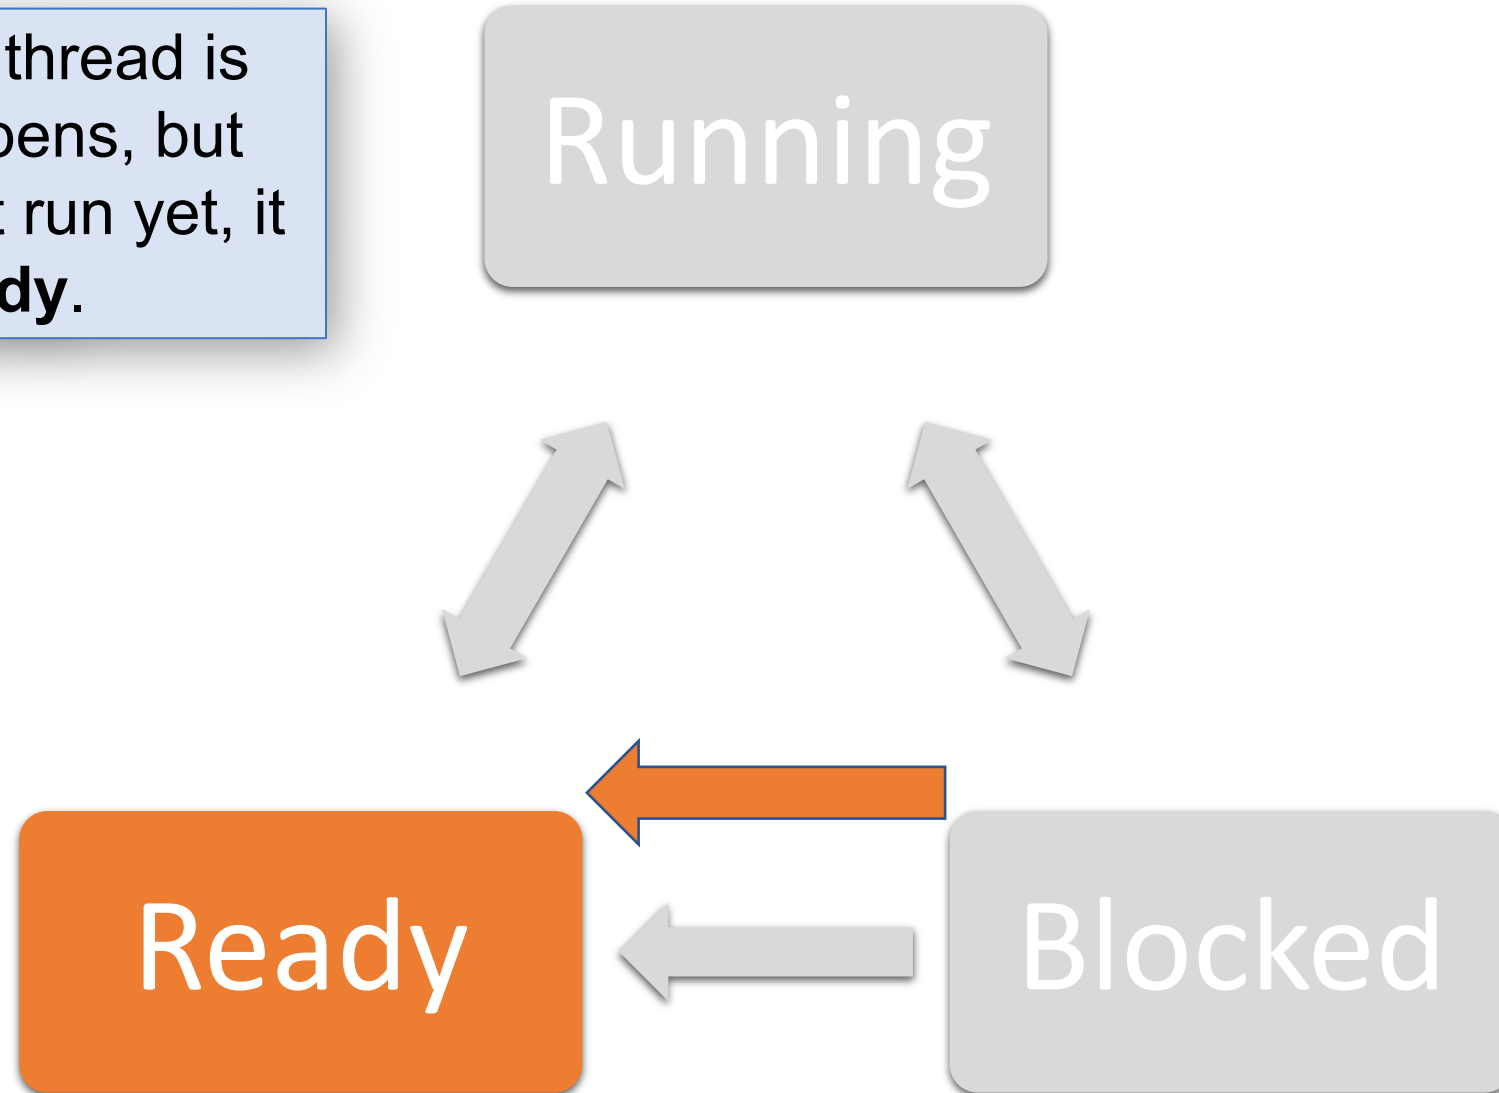 thread is
pens, but
run yet, it
dy.
Running
Ready
Blocked